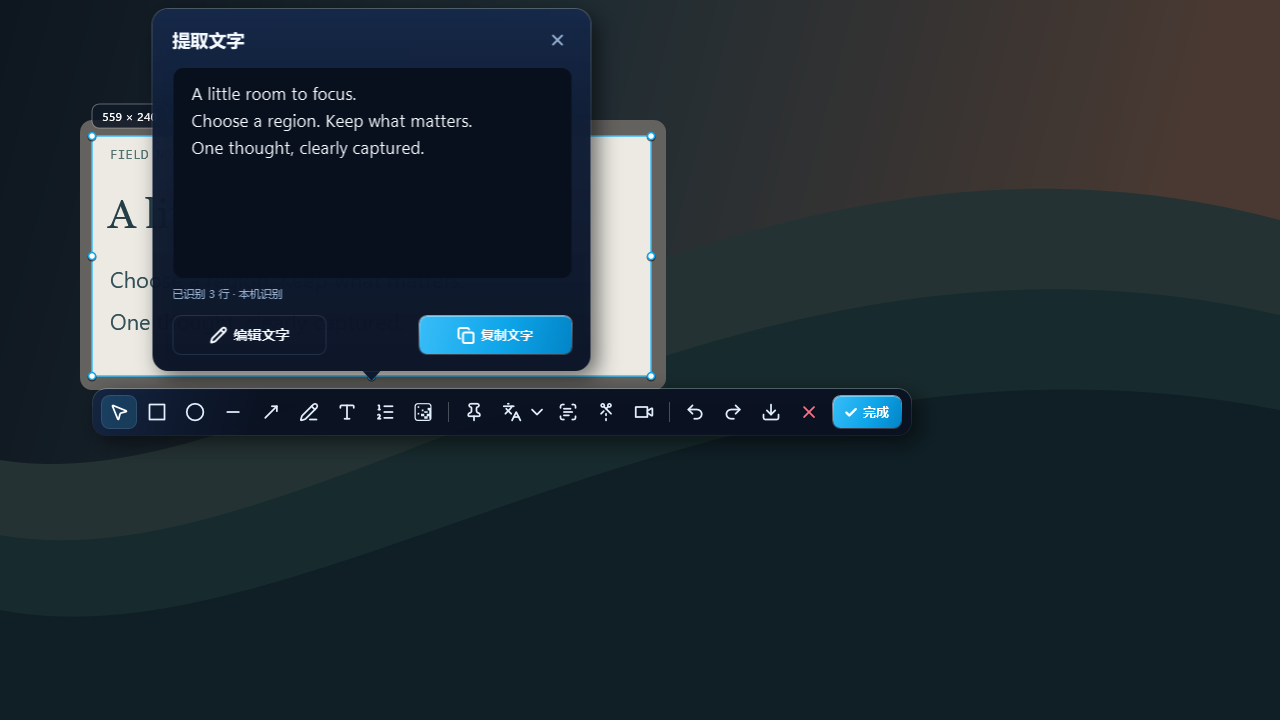 提取文字
A little room to focus.
Choose a region. Keep what matters.
One thought, clearly captured.
已识别 3 行 · 本机识别
编辑文字
复制文字
559 × 240
FIELD
A li
Choo
One
完成